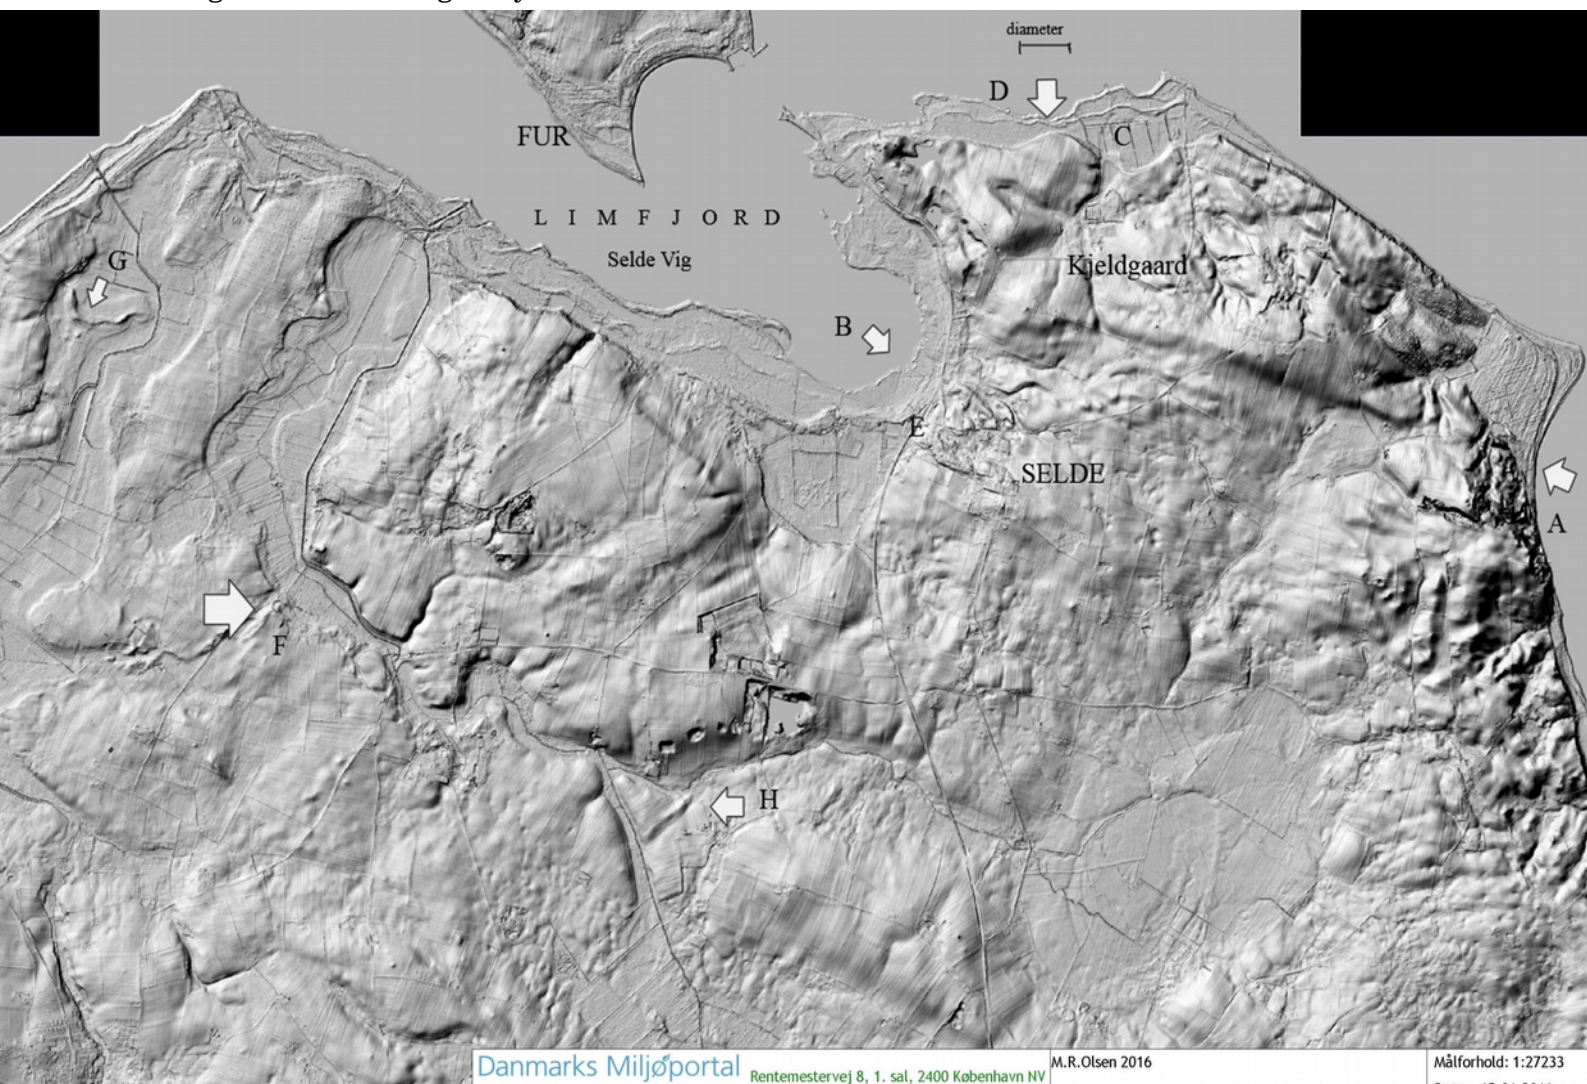 diameter
D
C
FUR
L I M F J O R D
Selde Vig
G
Kjeldgaard
B
E
SELDE
A
F
H
Danmarks Miljøportal
Rentemestervej 8, 1. sal, 2400 København NV
M.R.Olsen 2016
Målforhold: 1:27233